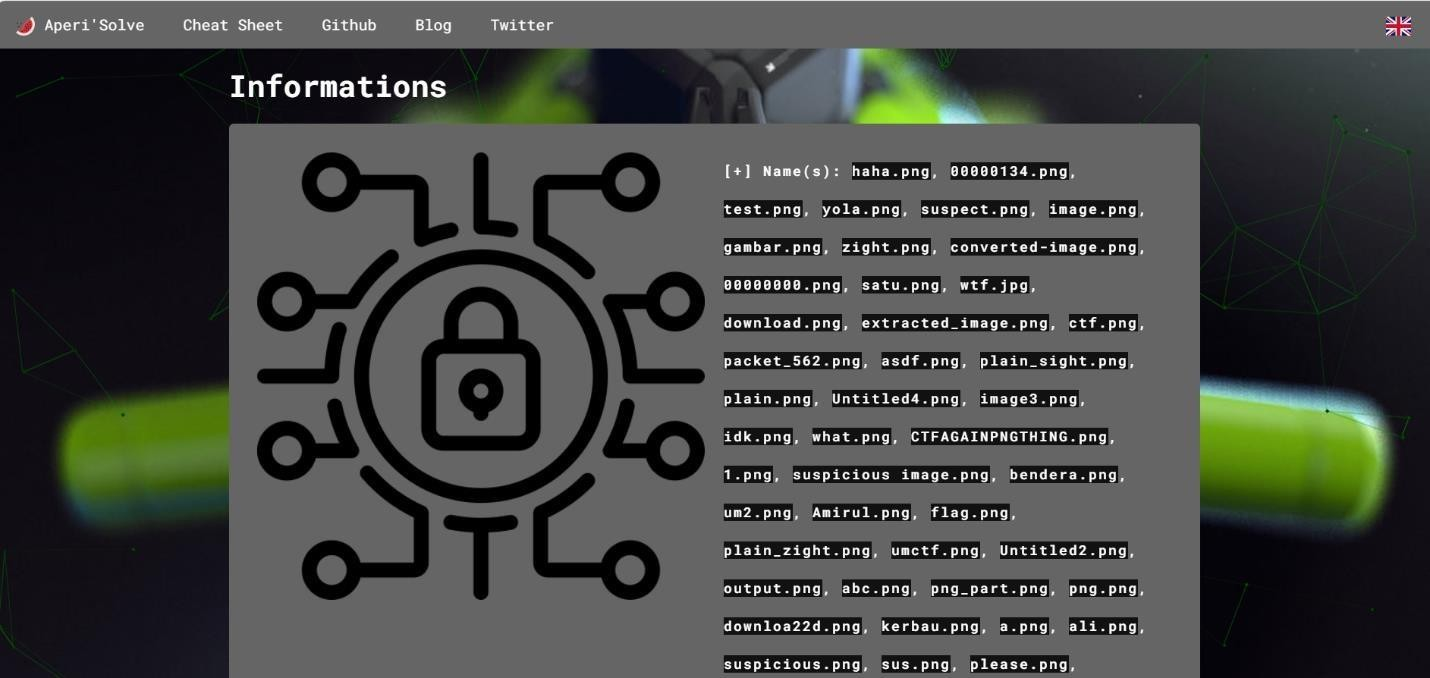 Aperi'Solve Cheat Sheet Github Blog Twitter
Informations
[+] Name(s): haha.png, 00000134.png,
test.png, yola.png, suspect.png, image.png,
gambar.png, zight.png, converted-image.png,
00000000.png, satu.png, wtf.jpg,
download.png, extracted_image.png, ctf.png,
packet_562.png, asdf.png, plain_sight.png,
plain.png, Untitled4.png, image3.png,
idk.png, what.png, CTFAGAINPNGTHING.png,
1.png, suspicious image.png, bendera.png,
um2.png, Amirul.png, flag.png,
plain_zight.png, umctf.png, Untitled2.png,
output.png, abc.png, png_part.png, png.png,
downloa22d.png, kerbau.png, a.png, ali.png,
suspicious.png, sus.png, please.png,